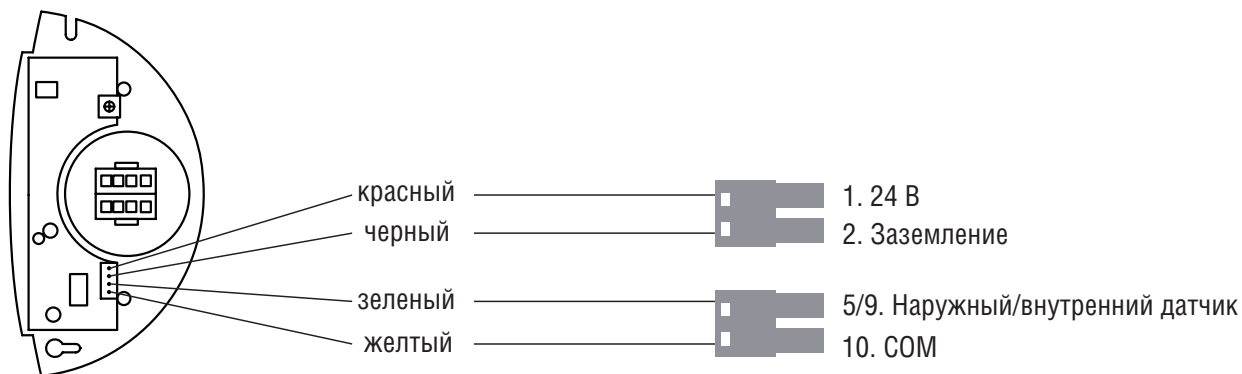 красный
1. 24 В
черный
2. Заземление
зеленый
5/9. Наружный/внутренний датчик
желтый
10. COM